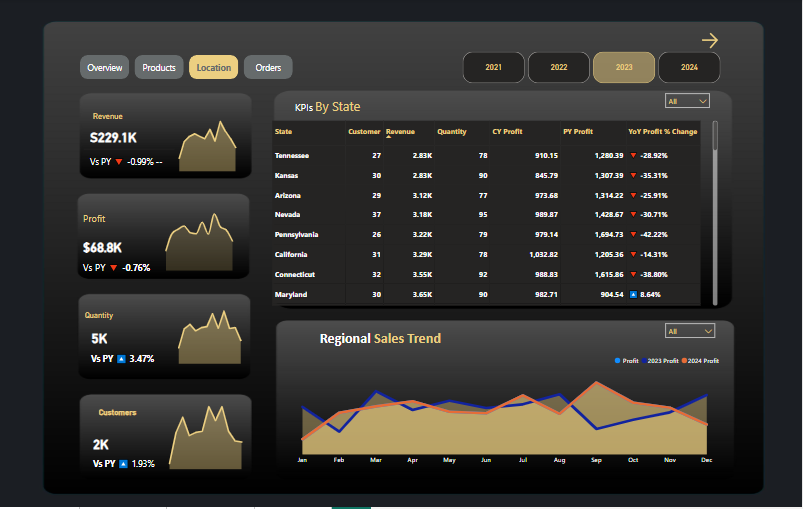 Overview Products Location Orders
2021 2022 2023 2024
Revenue
$229.1K
Vs PY ▼ -0.99% --
Profit
$68.8K
Vs PY ▼ -0.76%
Quantity
5K
Vs PY ▲ 3.47%
Customers
2K
Vs PY ▲ 1.93%
KPIs By State
All
State Customer Revenue Quantity CY Profit PY Profit YoY Profit % Change
Tennessee 27 2.83K 78 910.15 1,280.39 ▼ -28.92%
Kansas 30 2.83K 90 845.79 1,307.39 ▼ -35.31%
Arizona 29 3.12K 77 973.68 1,314.22 ▼ -25.91%
Nevada 37 3.18K 95 989.87 1,428.67 ▼ -30.71%
Pennsylvania 26 3.22K 79 979.14 1,694.73 ▼ -42.22%
California 31 3.29K 78 1,032.82 1,205.36 ▼ -14.31%
Connecticut 32 3.55K 92 988.83 1,615.86 ▼ -38.80%
Maryland 30 3.65K 90 982.71 904.54 ▲ 8.64%
Regional Sales Trend
All
Profit 2023 Profit 2024 Profit
Jan Feb Mar Apr May Jun Jul Aug Sep Oct Nov Dec